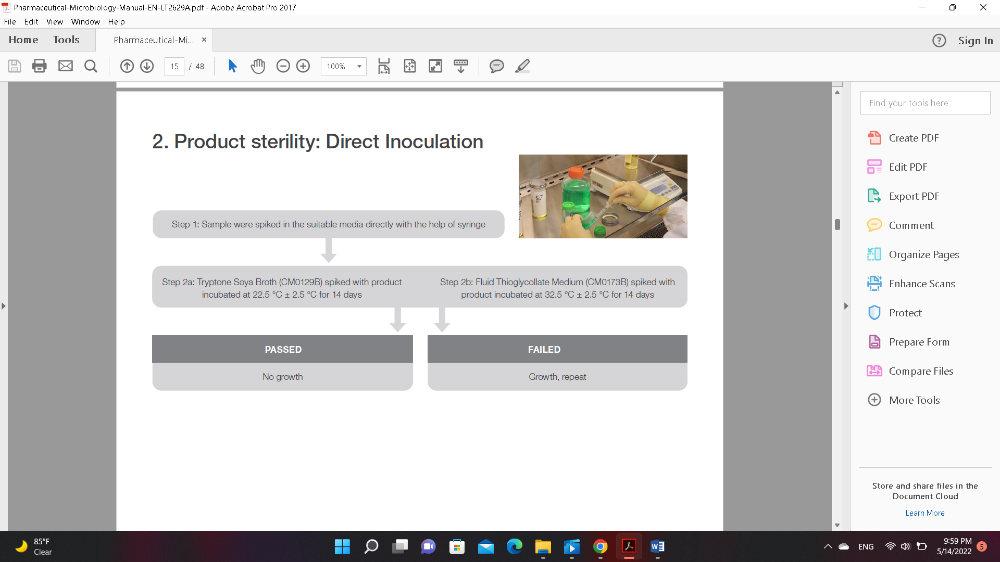 Pharmaceutical-Microbiology-Manual-EN-LT2629A.pdf - Adobe Acrobat Pro 2017
File Edit View Window Help
Home Tools Pharmaceutical-Mi... × ? Sign In
15 / 48 100%
Find your tools here
2. Product sterility: Direct Inoculation
Step 1: Sample were spiked in the suitable media directly with the help of syringe
Step 2a: Tryptone Soya Broth (CM0129B) spiked with product
incubated at 22.5 °C ± 2.5 °C for 14 days
Step 2b: Fluid Thioglycollate Medium (CM0173B) spiked with
product incubated at 32.5 °C ± 2.5 °C for 14 days
PASSED
No growth
FAILED
Growth, repeat
Create PDF
Edit PDF
Export PDF
Comment
Organize Pages
Enhance Scans
Protect
Prepare Form
Compare Files
More Tools
Store and share files in the
Document Cloud
Learn More
85°F
Clear
ENG
9:59 PM
5/14/2022
5